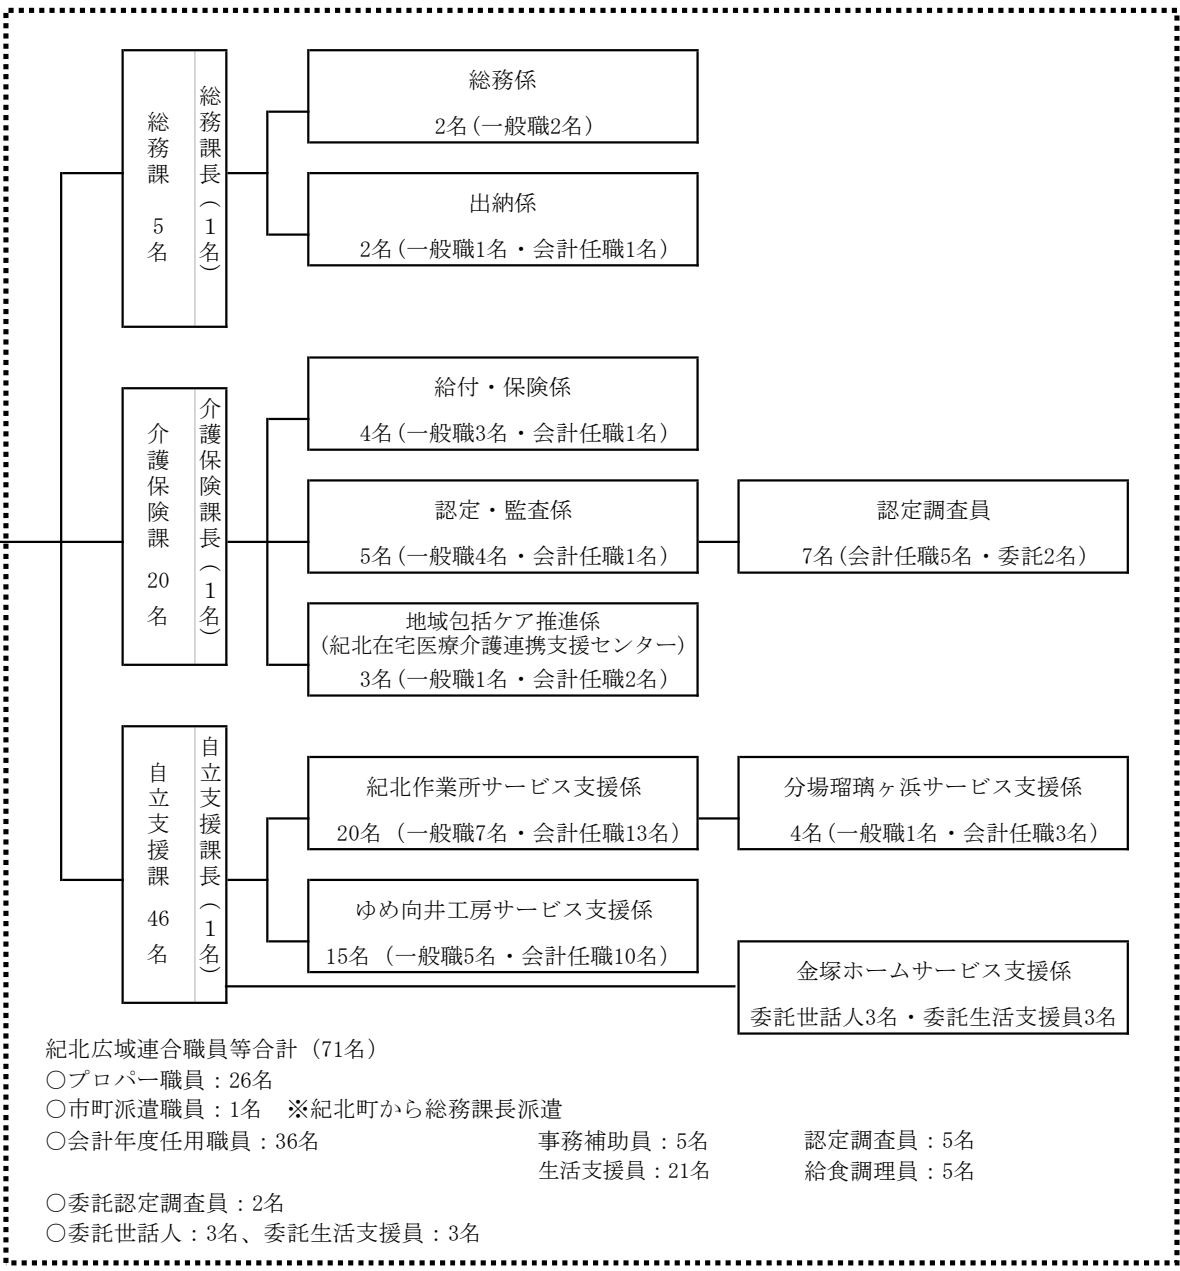 総務課 5名
総務課長(1名)
総務係
2名(一般職2名)
出納係
2名(一般職1名・会計任職1名)
介護保険課 20名
介護保険課長(1名)
給付・保険係
4名(一般職3名・会計任職1名)
認定・監査係
5名(一般職4名・会計任職1名)
認定調査員
7名(会計任職5名・委託2名)
地域包括ケア推進係
(紀北在宅医療介護連携支援センター)
3名(一般職1名・会計任職2名)
自立支援課 46名
自立支援課長(1名)
紀北作業所サービス支援係
20名 (一般職7名・会計任職13名)
分場瑠璃ヶ浜サービス支援係
4名(一般職1名・会計任職3名)
ゆめ向井工房サービス支援係
15名 (一般職5名・会計任職10名)
金塚ホームサービス支援係
委託世話人3名・委託生活支援員3名
紀北広域連合職員等合計 (71名)
○プロパー職員:26名
○市町派遣職員:1名 ※紀北町から総務課長派遣
○会計年度任用職員:36名 事務補助員:5名 認定調査員:5名
生活支援員:21名 給食調理員:5名
○委託認定調査員:2名
○委託世話人:3名、委託生活支援員:3名